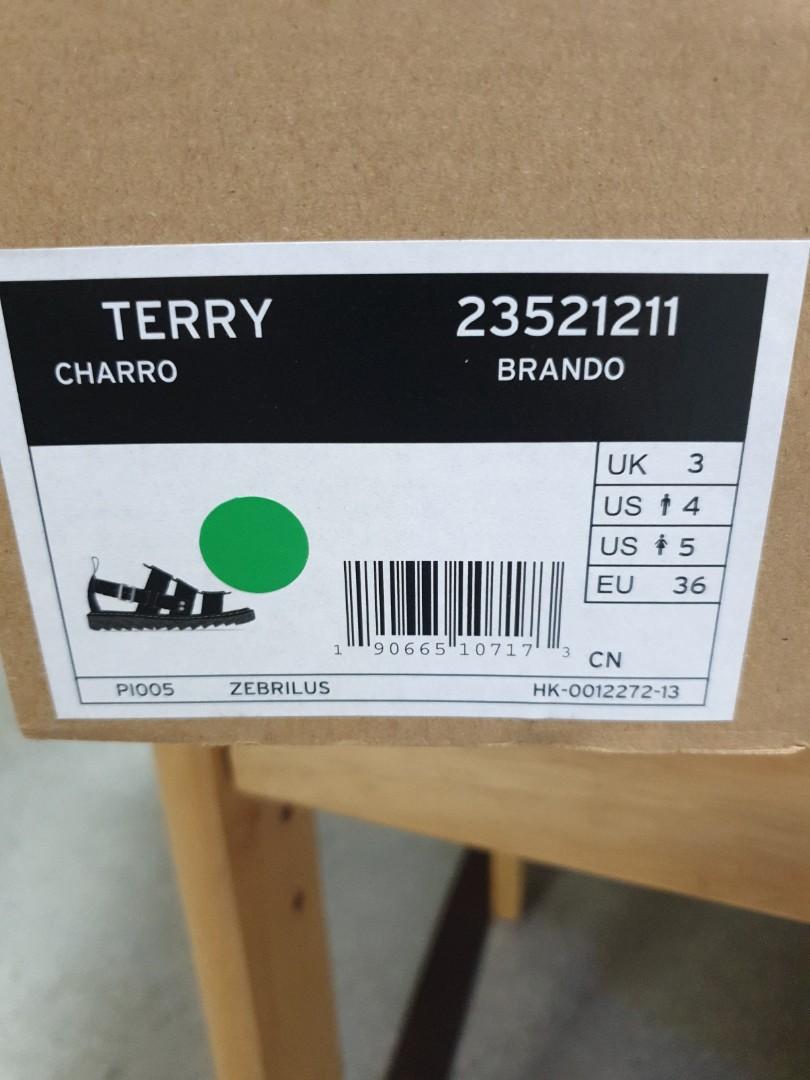 TERRY 23521211
CHARRO BRANDO
UK 3
US 4
US 5
EU 36
1 90665 10717 3
CN
PI005 ZEBRILUS HK-0012272-13